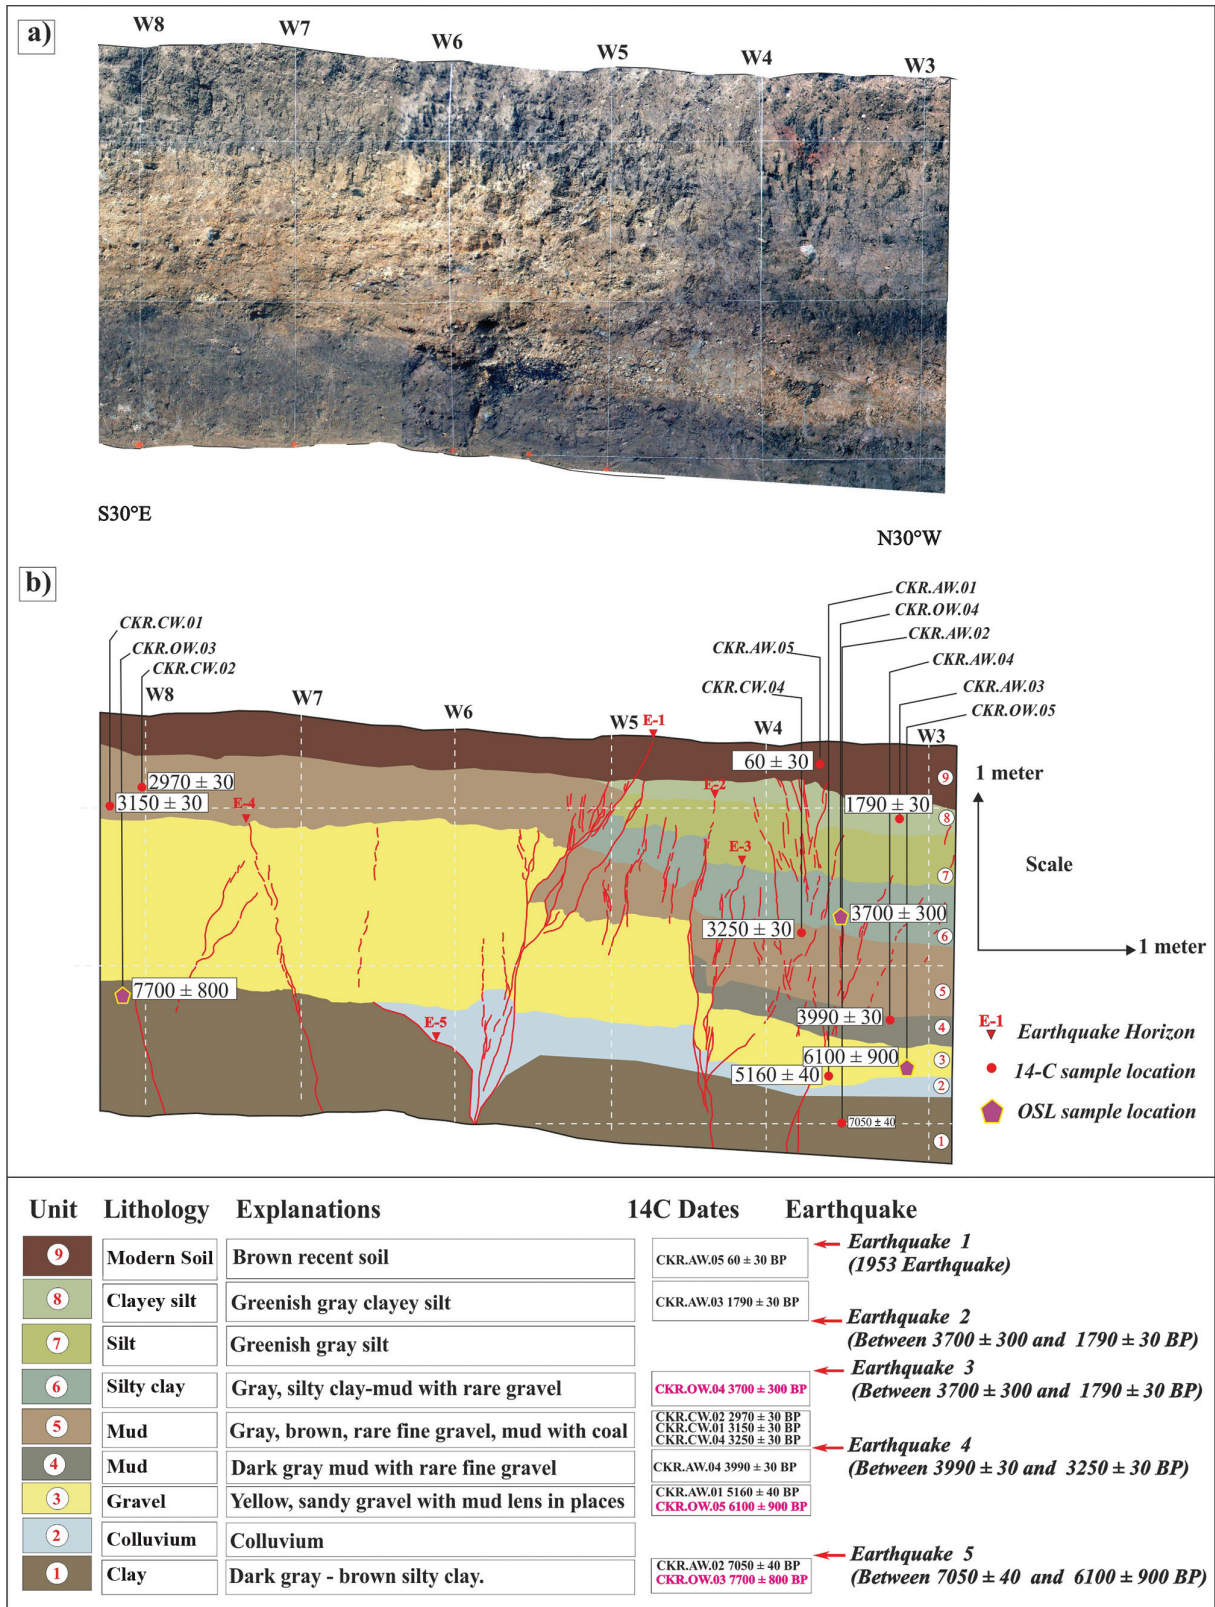 a)
W8
W7
W6
W5
W4
W3
S30°E
N30°W
b)
CKR.AW.01
CKR.OW.04
CKR.CW.01
CKR.AW.02
CKR.OW.03
CKR.AW.05
CKR.AW.04
CKR.CW.02
CKR.CW.04
CKR.AW.03
CKR.OW.05
W8
W7
W6
W5
E-1
W4
W3
60 ± 30
9
1 meter
2970 ± 30
E-2
3150 ± 30
E-4
1790 ± 30
8
E-3
Scale
7
3700 ± 300
3250 ± 30
6
1 meter
7700 ± 800
5
3990 ± 30
4
E-5
E-1
Earthquake Horizon
6100 ± 900
3
5160 ± 40
14-C sample location
2
7050 ± 40
OSL sample location
1
Unit Lithology Explanations 14C Dates Earthquake
9 Modern Soil Brown recent soil CKR.AW.05 60 ± 30 BP
Earthquake 1
(1953 Earthquake)
8 Clayey silt Greenish gray clayey silt CKR.AW.03 1790 ± 30 BP
Earthquake 2
(Between 3700 ± 300 and 1790 ± 30 BP)
7 Silt Greenish gray silt
Earthquake 3
(Between 3700 ± 300 and 1790 ± 30 BP)
6 Silty clay Gray, silty clay-mud with rare gravel CKR.OW.04 3700 ± 300 BP
5 Mud Gray, brown, rare fine gravel, mud with coal
CKR.CW.02 2970 ± 30 BP
CKR.CW.01 3150 ± 30 BP
CKR.CW.04 3250 ± 30 BP
Earthquake 4
(Between 3990 ± 30 and 3250 ± 30 BP)
4 Mud Dark gray mud with rare fine gravel CKR.AW.04 3990 ± 30 BP
3 Gravel Yellow, sandy gravel with mud lens in places
CKR.AW.01 5160 ± 40 BP
CKR.OW.05 6100 ± 900 BP
2 Colluvium Colluvium
Earthquake 5
(Between 7050 ± 40 and 6100 ± 900 BP)
1 Clay Dark gray - brown silty clay.
CKR.AW.02 7050 ± 40 BP
CKR.OW.03 7700 ± 800 BP